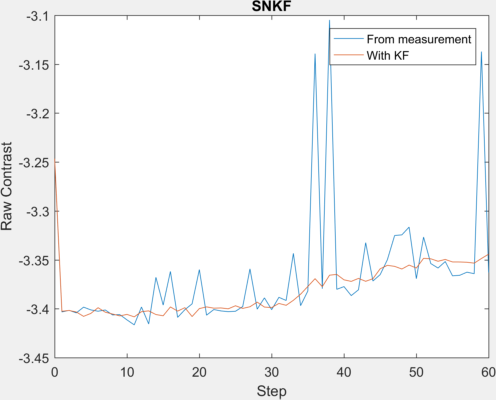 SNKF
-3.1
-3.15
-3.2
-3.25
-3.3
-3.35
-3.4
-3.45
Raw Contrast
From measurement
With KF
0 10 20 30 40 50 60
Step